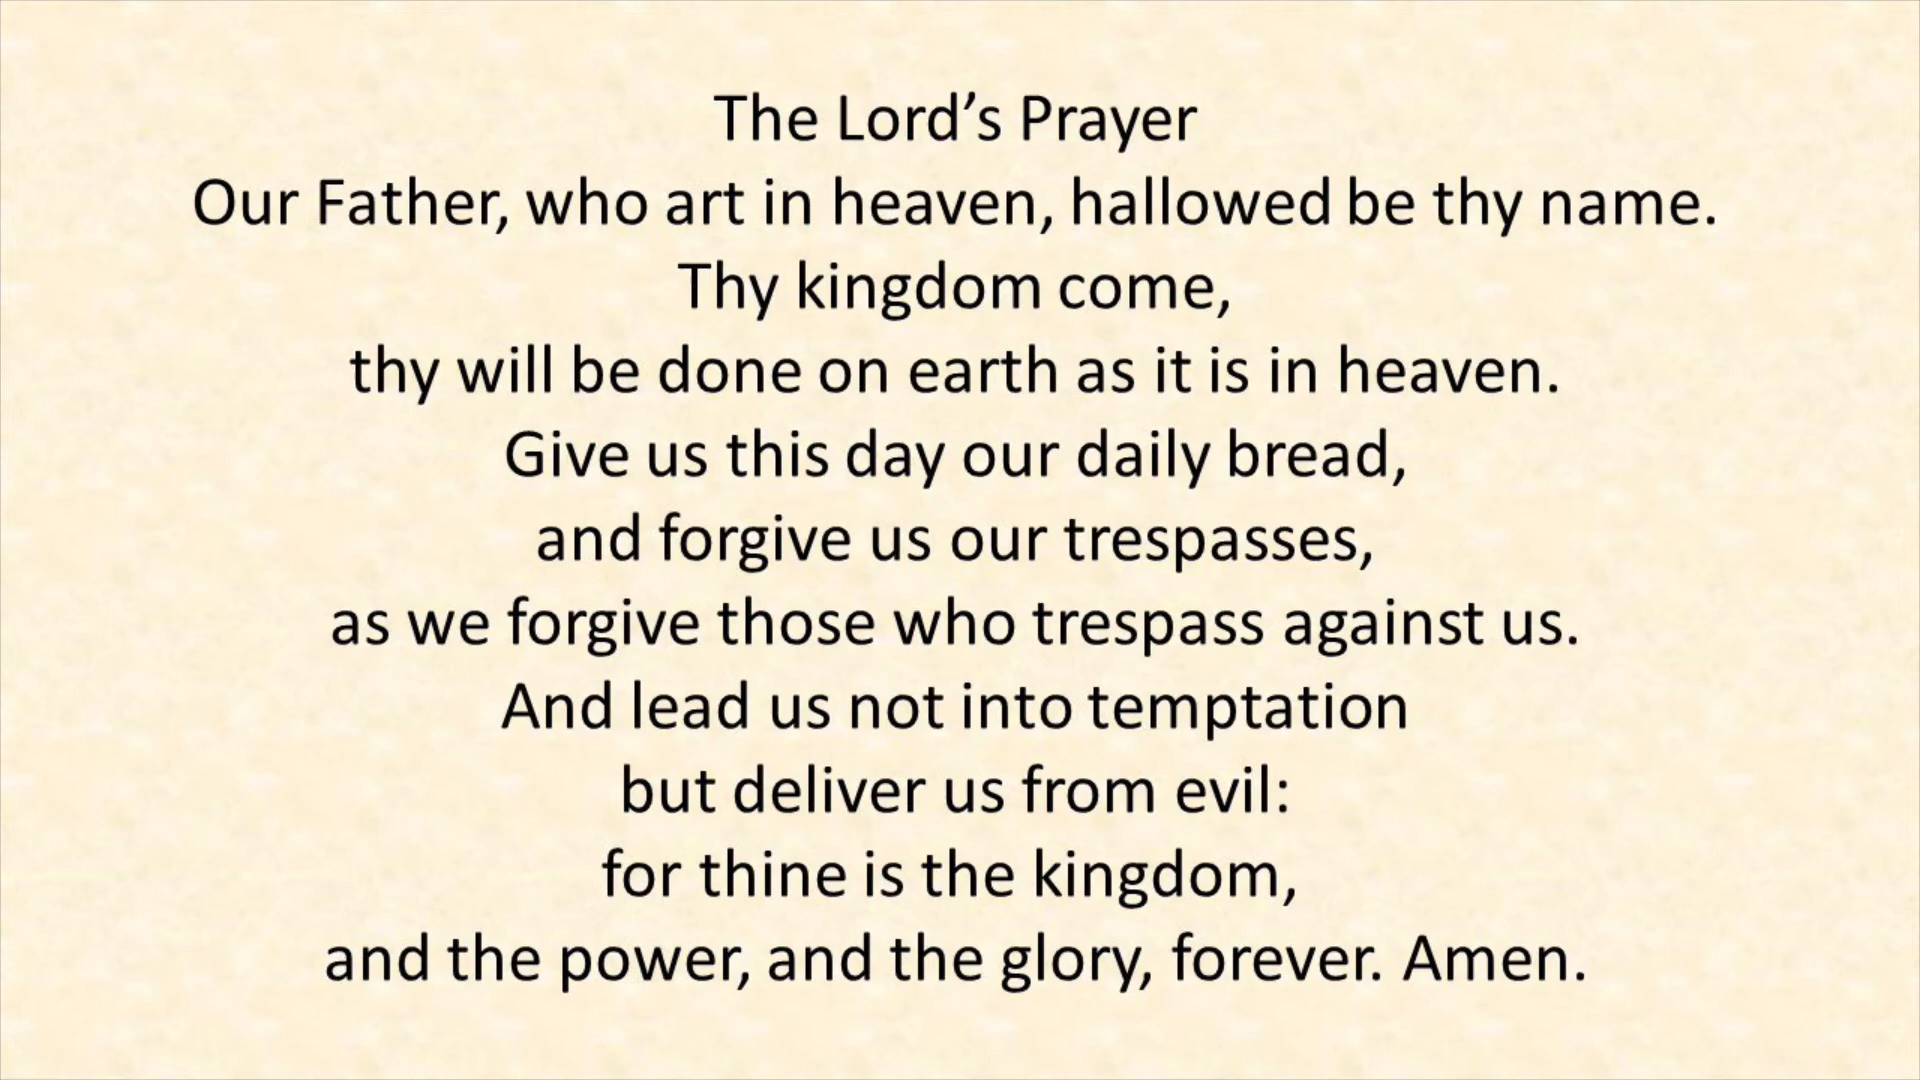 The Lord’s Prayer
Our Father, who art in heaven, hallowed be thy name.
Thy kingdom come,
thy will be done on earth as it is in heaven.
Give us this day our daily bread,
and forgive us our trespasses,
as we forgive those who trespass against us.
And lead us not into temptation
but deliver us from evil:
for thine is the kingdom,
and the power, and the glory, forever. Amen.